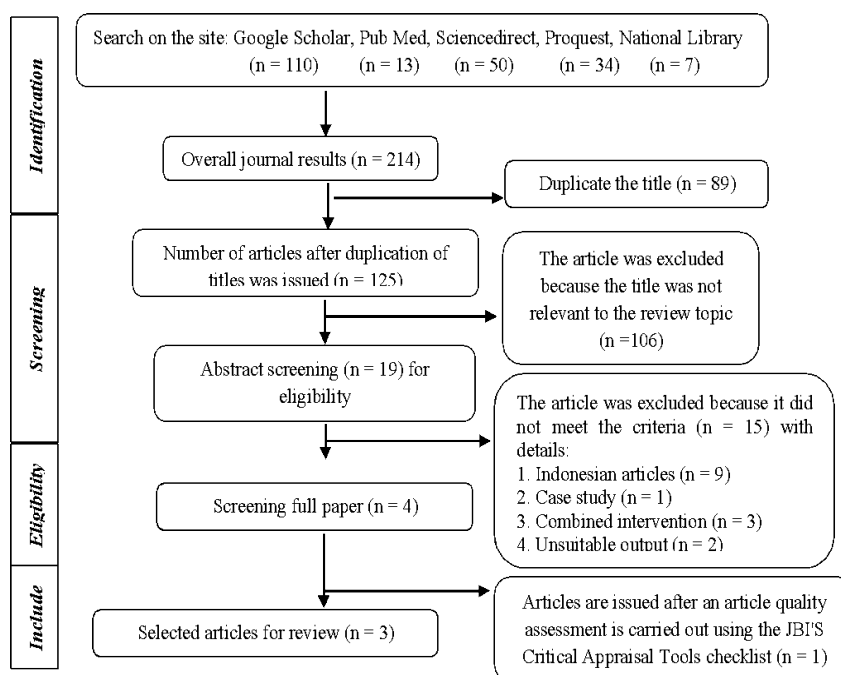 Identification
Search on the site: Google Scholar, Pub Med, Sciencedirect, Proquest, National Library
(n = 110) (n = 13) (n = 50) (n = 34) (n = 7)
Overall journal results (n = 214)
Duplicate the title (n = 89)
Screening
Number of articles after duplication of
titles was issued (n = 125)
The article was excluded
because the title was not
relevant to the review topic
(n =106)
Abstract screening (n = 19) for
eligibility
The article was excluded because it did
not meet the criteria (n = 15) with
details:
1. Indonesian articles (n = 9)
2. Case study (n = 1)
3. Combined intervention (n = 3)
4. Unsuitable output (n = 2)
Eligibility
Screening full paper (n = 4)
Include
Selected articles for review (n = 3)
Articles are issued after an article quality
assessment is carried out using the JBI'S
Critical Appraisal Tools checklist (n = 1)